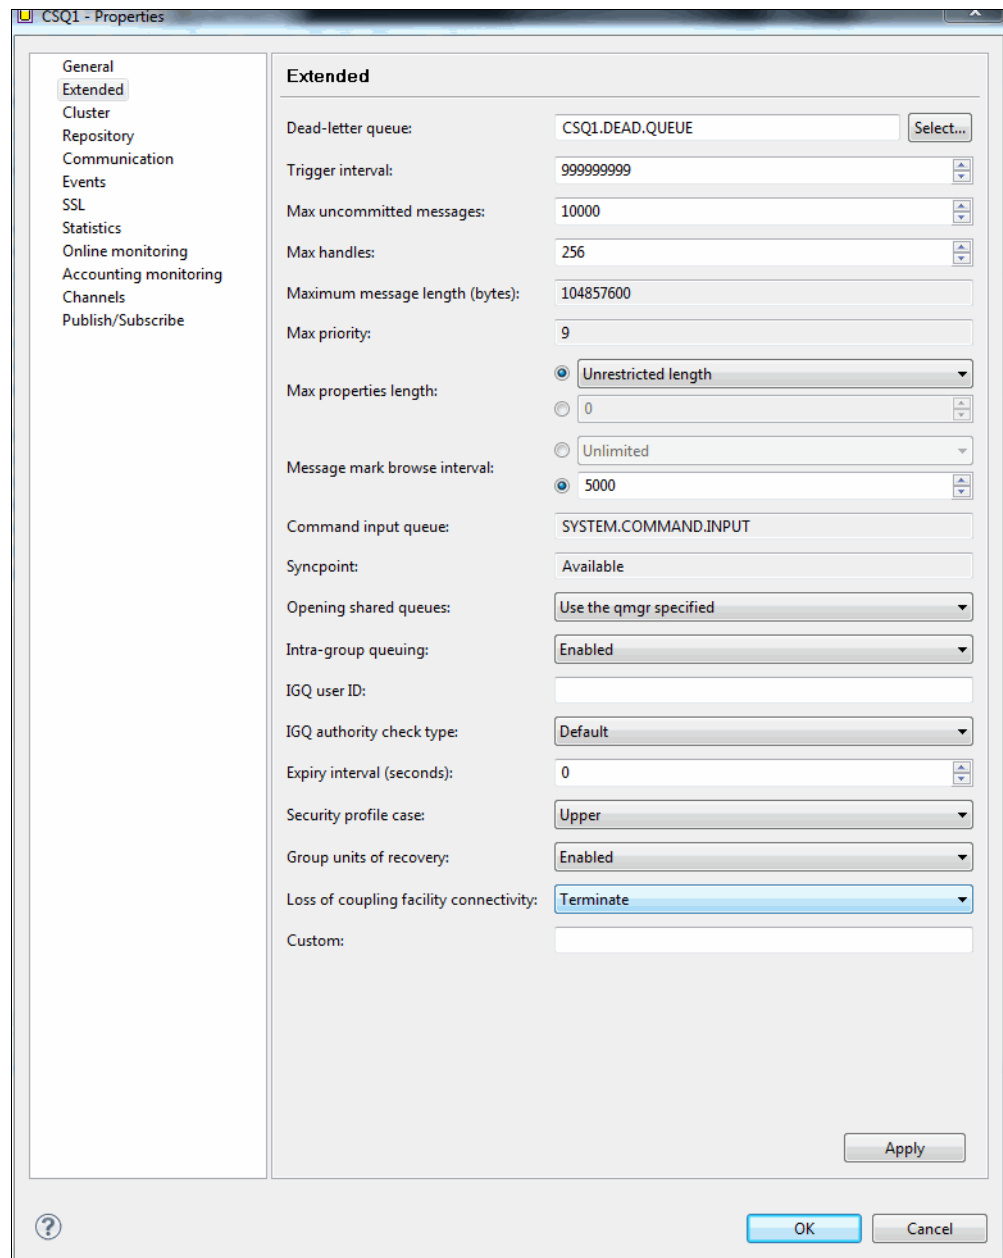 CSQ1 - Properties
General
Extended
Cluster
Repository
Communication
Events
SSL
Statistics
Online monitoring
Accounting monitoring
Channels
Publish/Subscribe
Extended
Dead-letter queue: CSQ1.DEAD.QUEUE Select...
Trigger interval: 999999999
Max uncommitted messages: 10000
Max handles: 256
Maximum message length (bytes): 104857600
Max priority: 9
Max properties length:
Unrestricted length
0
Message mark browse interval:
Unlimited
5000
Command input queue: SYSTEM.COMMAND.INPUT
Syncpoint: Available
Opening shared queues: Use the qmgr specified
Intra-group queuing: Enabled
IGQ user ID:
IGQ authority check type: Default
Expiry interval (seconds): 0
Security profile case: Upper
Group units of recovery: Enabled
Loss of coupling facility connectivity: Terminate
Custom:
Apply
? OK Cancel